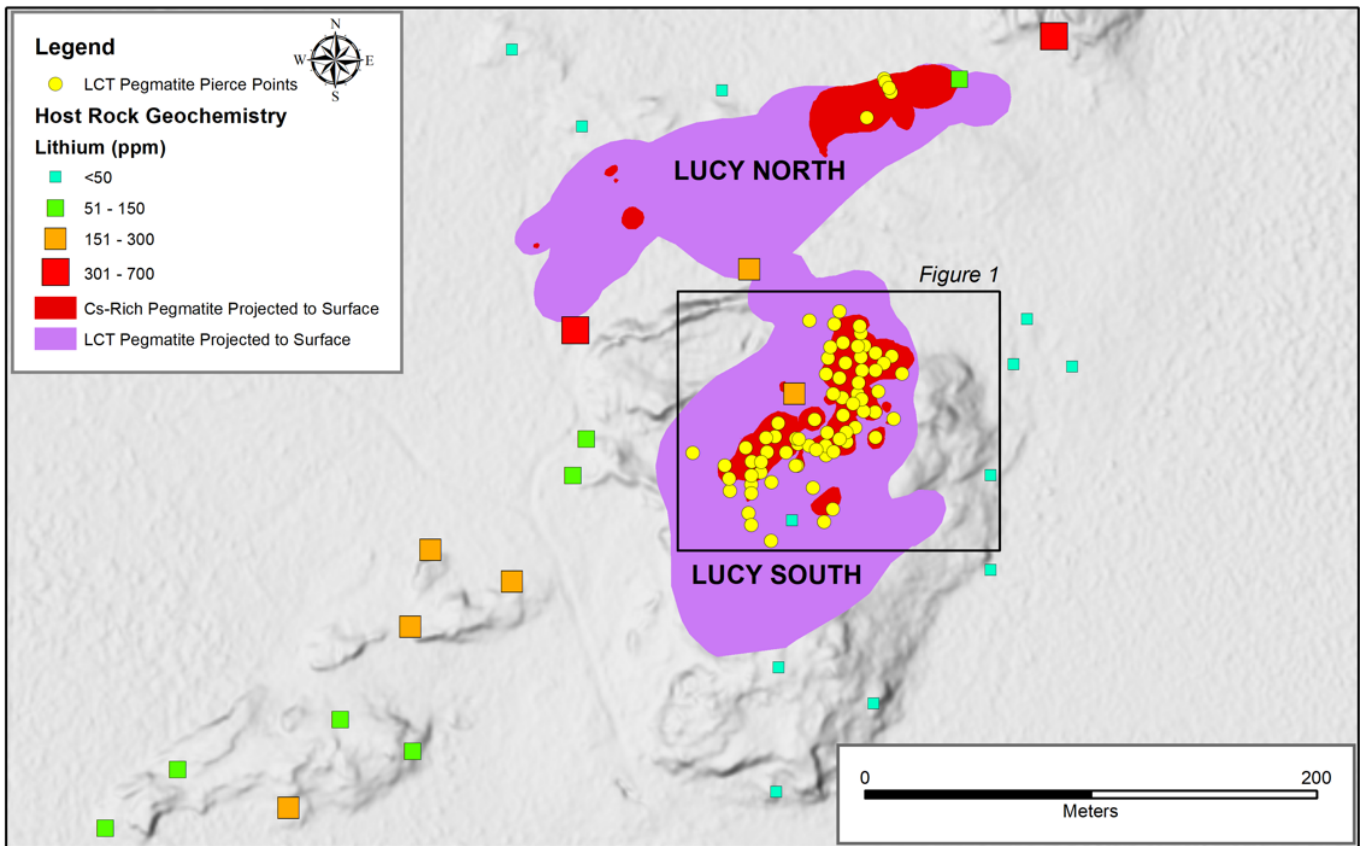 Legend
N
W E
S
LCT Pegmatite Pierce Points
Host Rock Geochemistry
Lithium (ppm)
<50
51 - 150
151 - 300
301 - 700
Cs-Rich Pegmatite Projected to Surface
LCT Pegmatite Projected to Surface
LUCY NORTH
Figure 1
LUCY SOUTH
0 200
Meters